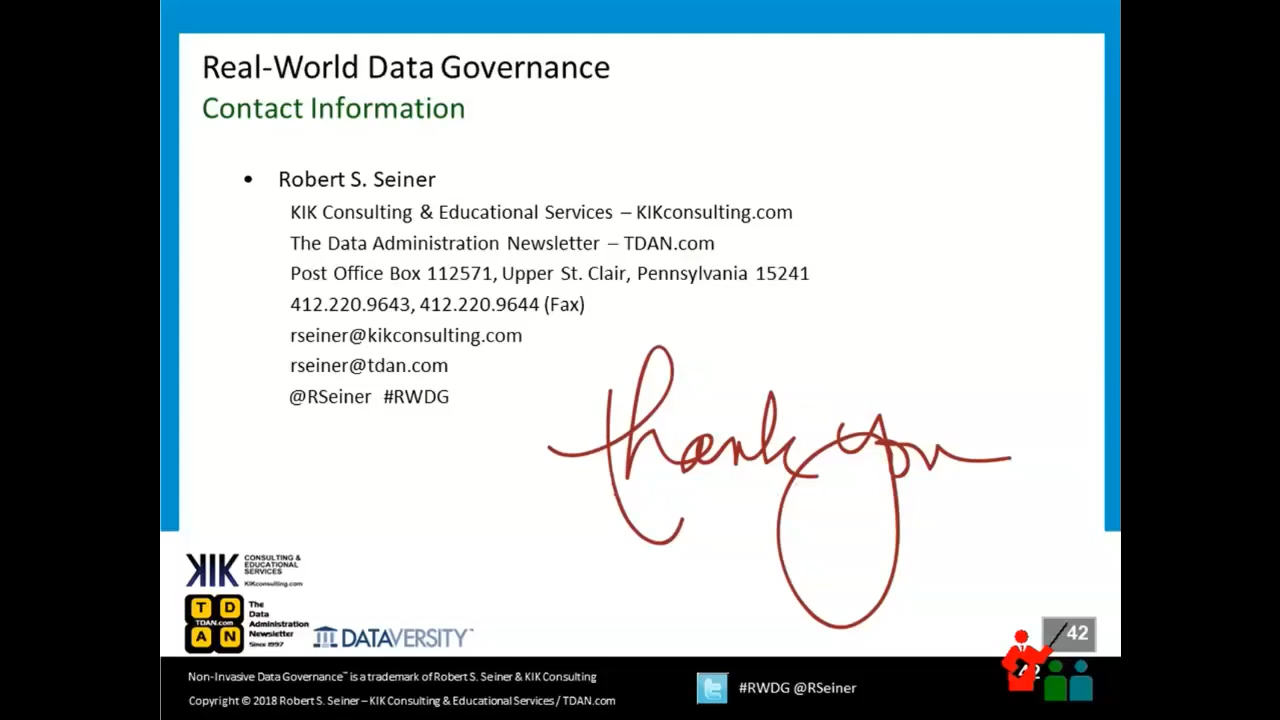 Real-World Data Governance
Contact Information
• Robert S. Seiner
KIK Consulting & Educational Services – KIKconsulting.com
The Data Administration Newsletter – TDAN.com
Post Office Box 112571, Upper St. Clair, Pennsylvania 15241
412.220.9643, 412.220.9644 (Fax)
rseiner@kikconsulting.com
rseiner@tdan.com
@RSeiner #RWDG
thank you
KIK
CONSULTING &
EDUCATIONAL
SERVICES
KIKconsulting.com
T D
TDAN.com
A N
The
Data
Administration
Newsletter
Since 1997
DATAVERSITY™
42
42
Non-Invasive Data Governance™ is a trademark of Robert S. Seiner & KIK Consulting
Copyright © 2018 Robert S. Seiner – KIK Consulting & Educational Services / TDAN.com
#RWDG @RSeiner